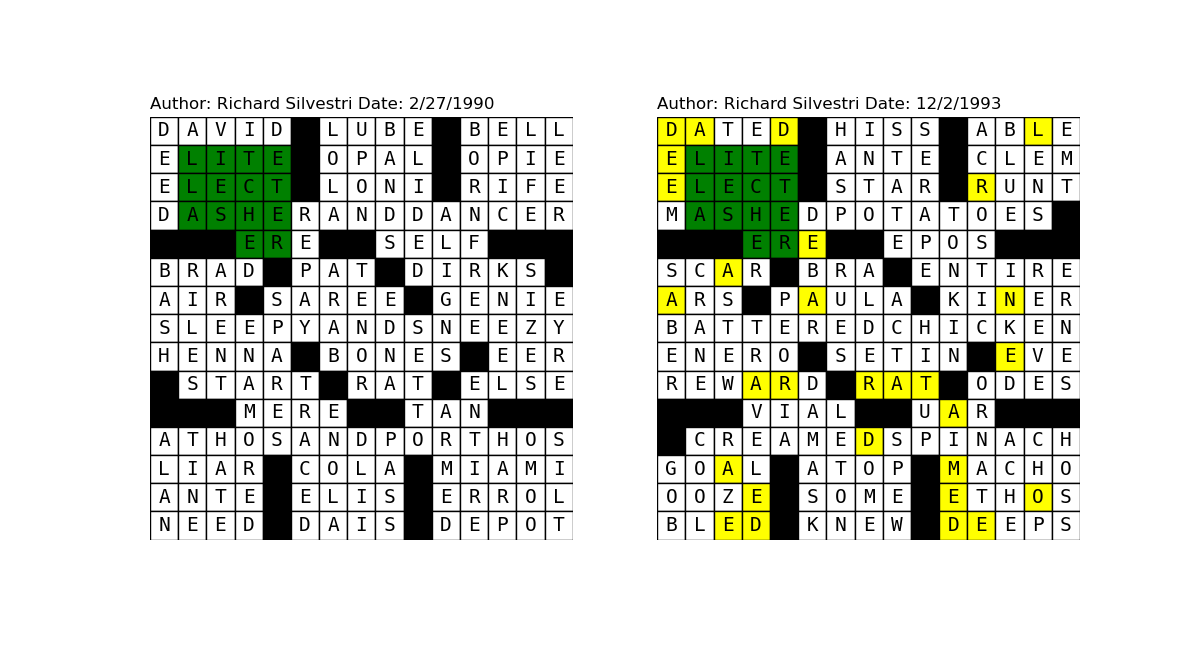 Author: Richard Silvestri Date: 2/27/1990
D A V I D L U B E B E L L
E L I T E O P A L O P I E
E L E C T L O N I R I F E
D A S H E R A N D D A N C E R
E R E S E L F
B R A D P A T D I R K S
A I R S A R E E G E N I E
S L E E P Y A N D S N E E Z Y
H E N N A B O N E S E E R
S T A R T R A T E L S E
M E R E T A N
A T H O S A N D P O R T H O S
L I A R C O L A M I A M I
A N T E E L I S E R R O L
N E E D D A I S D E P O T
Author: Richard Silvestri Date: 12/2/1993
D A T E D H I S S A B L E
E L I T E A N T E C L E M
E L E C T S T A R R U N T
M A S H E D P O T A T O E S
E R E E P O S
S C A R B R A E N T I R E
A R S P A U L A K I N E R
B A T T E R E D C H I C K E N
E N E R O S E T I N E V E
R E W A R D R A T O D E S
V I A L U A R
C R E A M E D S P I N A C H
G O A L A T O P M A C H O
O O Z E S O M E E T H O S
B L E D K N E W D E E P S